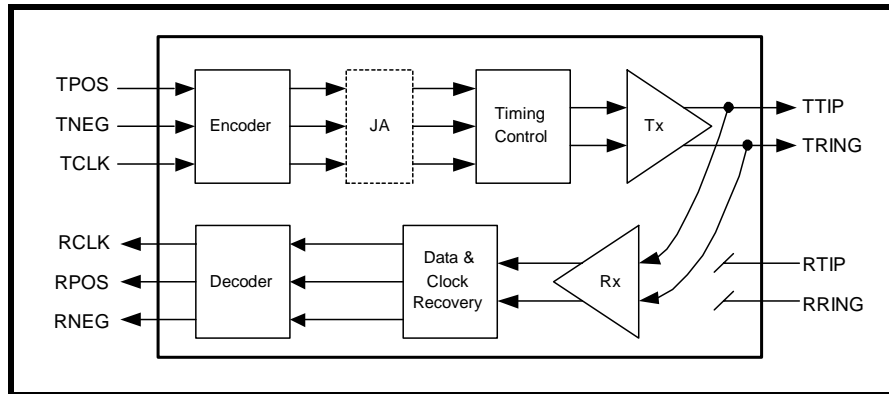 TPOS
TNEG
TCLK
Encoder
JA
Timing
Control
Tx
TTIP
TRING
RCLK
RPOS
RNEG
Decoder
Data &
Clock
Recovery
Rx
RTIP
RRING